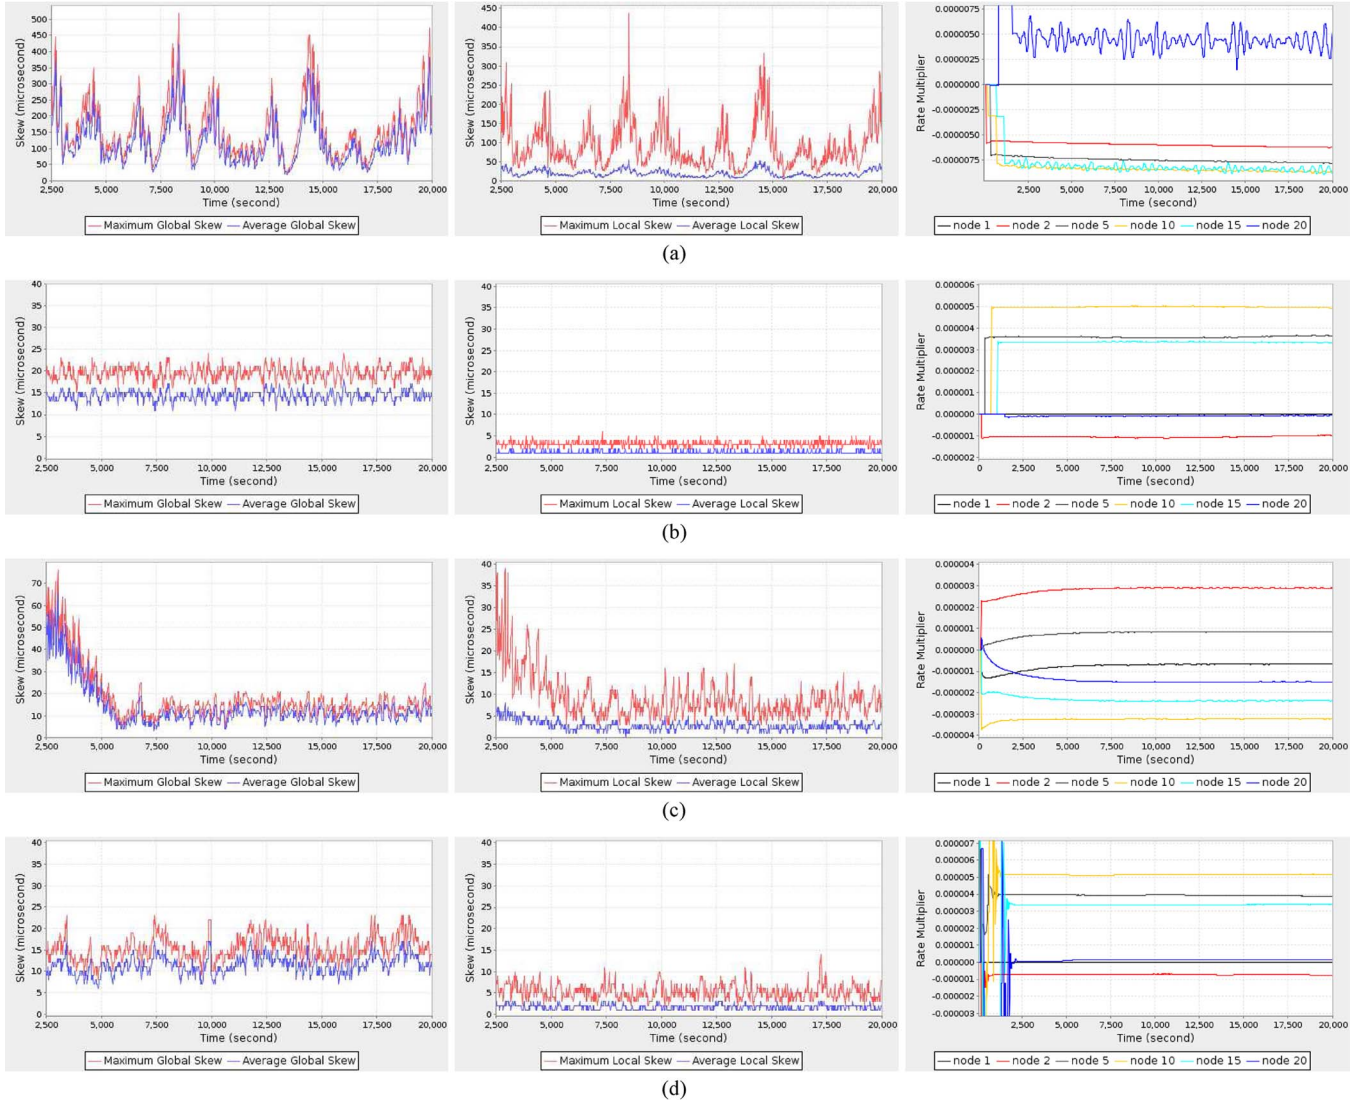 Skew (microsecond)
500
450
400
350
300
250
200
150
100
50
0
2,500 5,000 7,500 10,000 12,500 15,000 17,500 20,000
Time (second)
Maximum Global Skew Average Global Skew
Skew (microsecond)
450
400
350
300
250
200
150
100
50
0
2,500 5,000 7,500 10,000 12,500 15,000 17,500 20,000
Time (second)
Maximum Local Skew Average Local Skew
Rate Multiplier
0.0000075
0.0000050
0.0000000
-0.0000025
-0.0000050
-0.0000075
2,500 5,000 7,500 10,000 12,500 15,000 17,500 20,000
Time (second)
node 1 node 2 node 5 node 10 node 15 node 20
(a)
Skew (microsecond)
40
35
30
25
20
15
10
5
0
2,500 5,000 7,500 10,000 12,500 15,000 17,500 20,000
Time (second)
Maximum Global Skew Average Global Skew
Skew (microsecond)
40
35
30
25
20
15
10
5
0
2,500 5,000 7,500 10,000 12,500 15,000 17,500 20,000
Time (second)
Maximum Local Skew Average Local Skew
Rate Multiplier
0.000006
0.000005
0.000004
0.000003
0.000002
0.000001
0.000000
-0.000001
-0.000002
0 2,500 5,000 7,500 10,000 12,500 15,000 17,500 20,000
Time (second)
node 1 node 2 node 5 node 10 node 15 node 20
(b)
Skew (microsecond)
70
60
50
40
30
20
10
0
2,500 5,000 7,500 10,000 12,500 15,000 17,500 20,000
Time (second)
Maximum Global Skew Average Global Skew
Skew (microsecond)
40
35
30
25
20
15
10
5
0
2,500 5,000 7,500 10,000 12,500 15,000 17,500 20,000
Time (second)
Maximum Local Skew Average Local Skew
Rate Multiplier
0.000004
0.000003
0.000002
0.000001
0.000000
-0.000001
-0.000002
-0.000003
-0.000004
0 2,500 5,000 7,500 10,000 12,500 15,000 17,500 20,000
Time (second)
node 1 node 2 node 5 node 10 node 15 node 20
(c)
Skew (microsecond)
40
35
30
25
20
15
10
5
0
2,500 5,000 7,500 10,000 12,500 15,000 17,500 20,000
Time (second)
Maximum Global Skew Average Global Skew
Skew (microsecond)
40
35
30
25
20
15
10
5
0
2,500 5,000 7,500 10,000 12,500 15,000 17,500 20,000
Time (second)
Maximum Local Skew Average Local Skew
Rate Multiplier
0.000007
0.000006
0.000005
0.000004
0.000003
0.000002
0.000001
0.000000
-0.000001
-0.000002
-0.000003
2,500 5,000 7,500 10,000 12,500 15,000 17,500 20,000
Time (second)
node 1 node 2 node 5 node 10 node 15 node 20
(d)